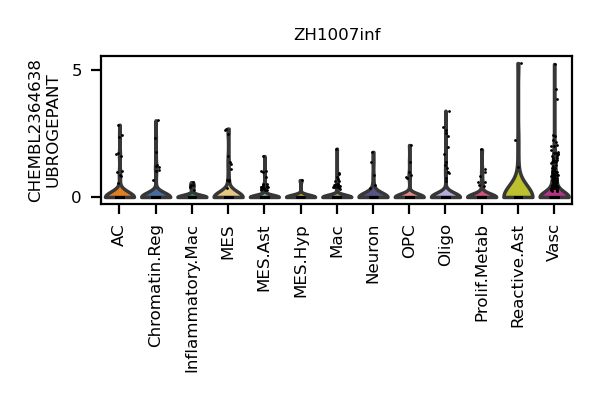 ZH1007inf
CHEMBL2364638
UBROGEPANT
5
0
AC
Chromatin.Reg
Inflammatory.Mac
MES
MES.Ast
MES.Hyp
Mac
Neuron
OPC
Oligo
Prolif.Metab
Reactive.Ast
Vasc